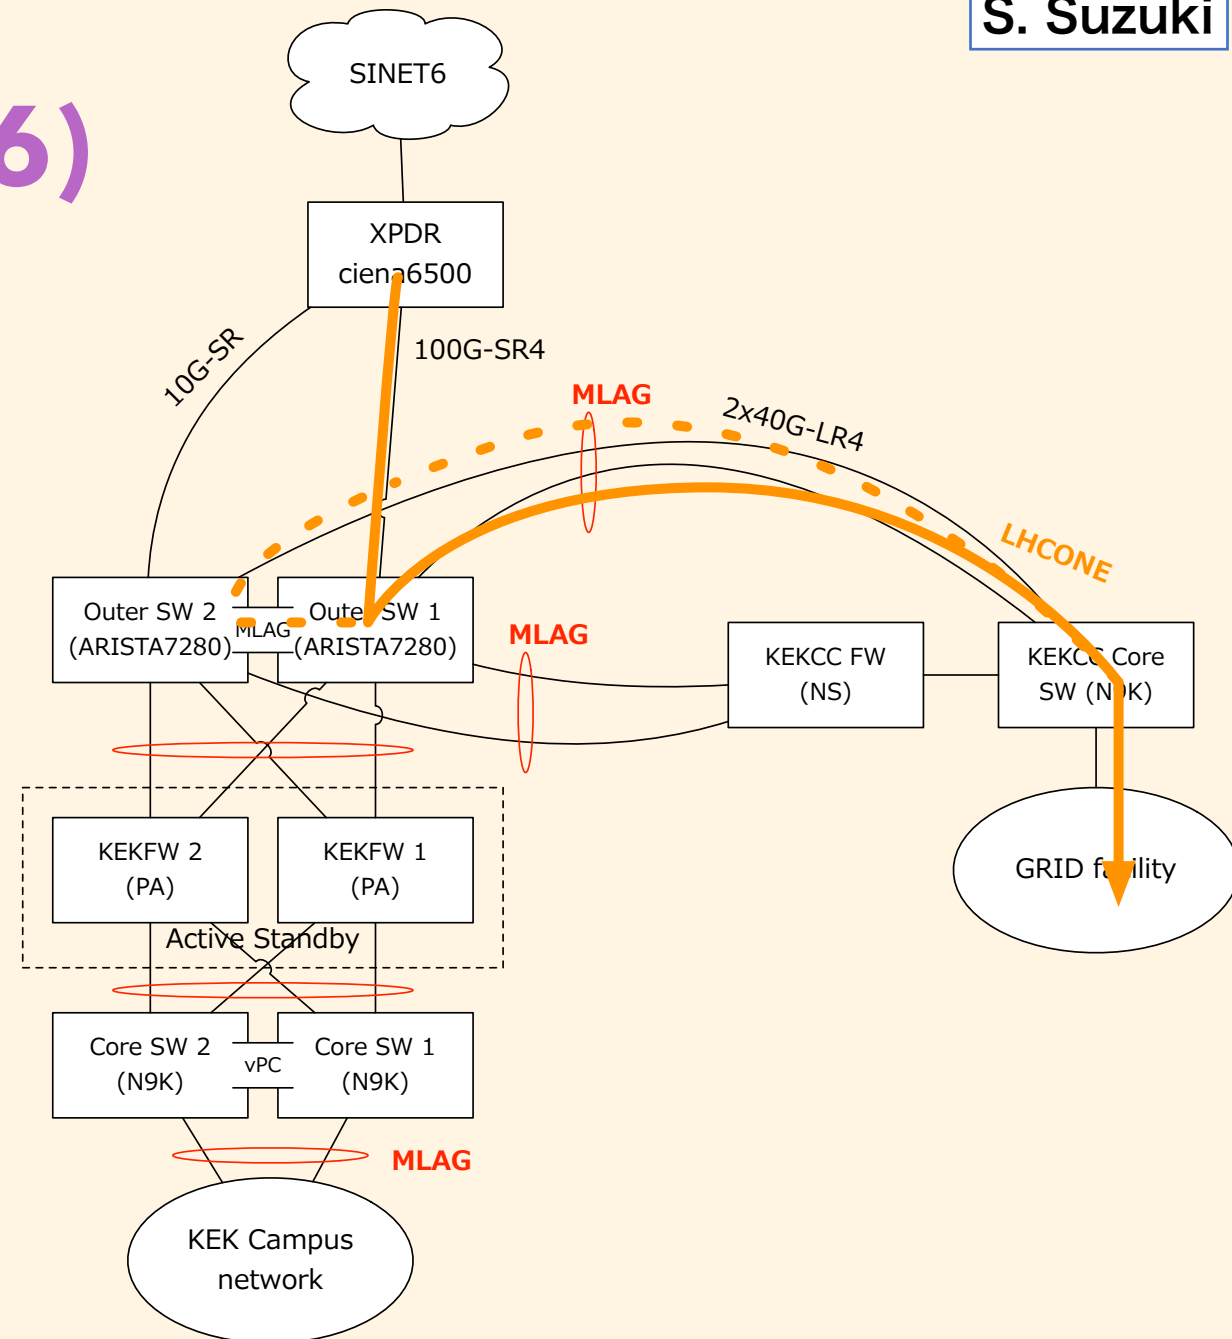 S. Suzuki
6)
SINET6
XPDR
ciena6500
10G-SR
100G-SR4
MLAG
2x40G-LR4
LHCONE
Outer SW 2
(ARISTA7280)
MLAG
Outer SW 1
(ARISTA7280)
MLAG
KEKCC FW
(NS)
KEKCC Core
SW (N9K)
KEKFW 2
(PA)
KEKFW 1
(PA)
Active Standby
GRID facility
Core SW 2
(N9K)
vPC
Core SW 1
(N9K)
MLAG
KEK Campus
network